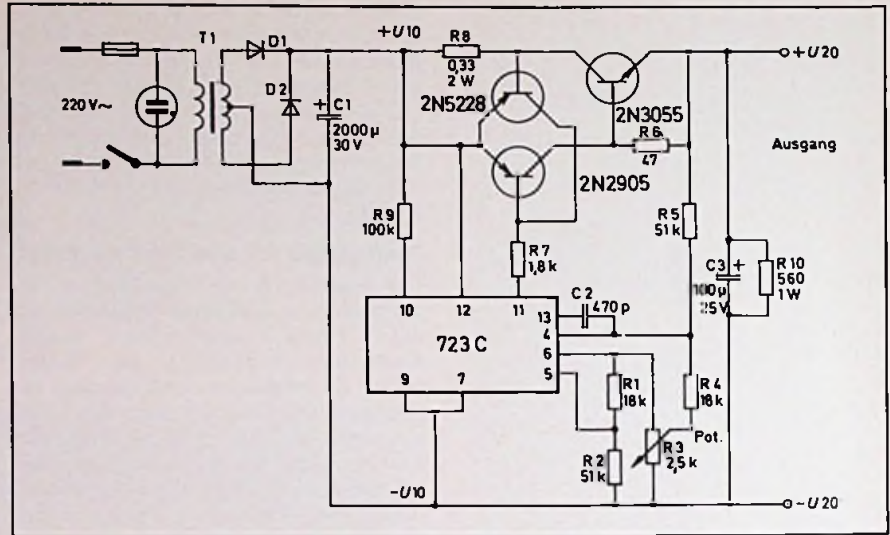 T1
D1
+U10
R8
0,33
2 W
+U20
D2
C1
2000µ
30 V
+
220 V~
2N5228
2N3055
R6
47
Ausgang
2N2905
R9
100k
R5
51k
R7
1,8k
C3
+
100µ
25V
R10
560
1 W
C2
470 p
10
12
11
13
4
723 C
6
5
9
7
R1
18k
R4
18k
Pot.
R3
2,5k
R2
51k
-U10
-U20